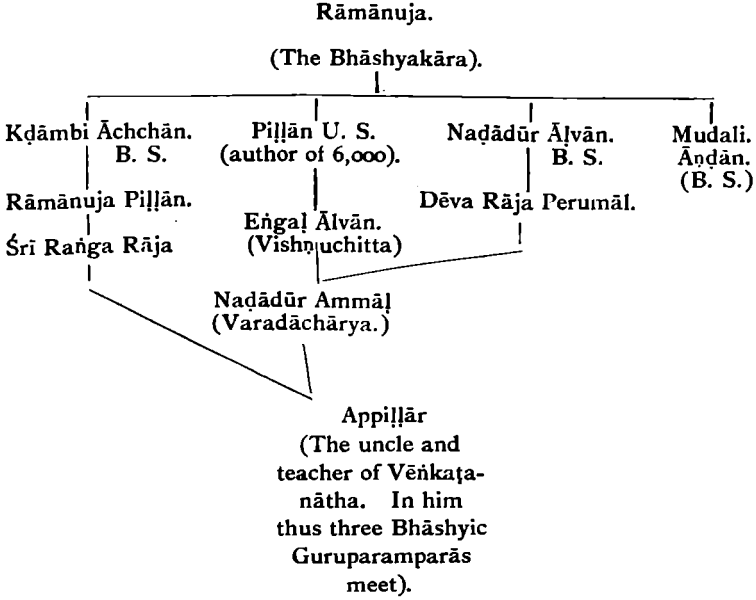 Rāmānuja.
(The Bhāshyakāra).
Kḍāmbi Āchchān.
B. S.
Rāmānuja Piḷḷān.
Śrī Raṅga Rāja
Piḷḷān U. S.
(author of 6,000).
Eṅgaḷ Ālvān.
(Vishṇuchitta)
Naḍādūr Āḷvān.
B. S.
Dēva Rāja Perumāl.
Mudali.
Āṇḍān.
(B. S.)
Naḍādūr Ammāḷ
(Varadāchārya.)
Appiḷḷār
(The uncle and
teacher of Vēṅkaṭa-
nātha. In him
thus three Bhāshyic
Guruparamparās
meet).